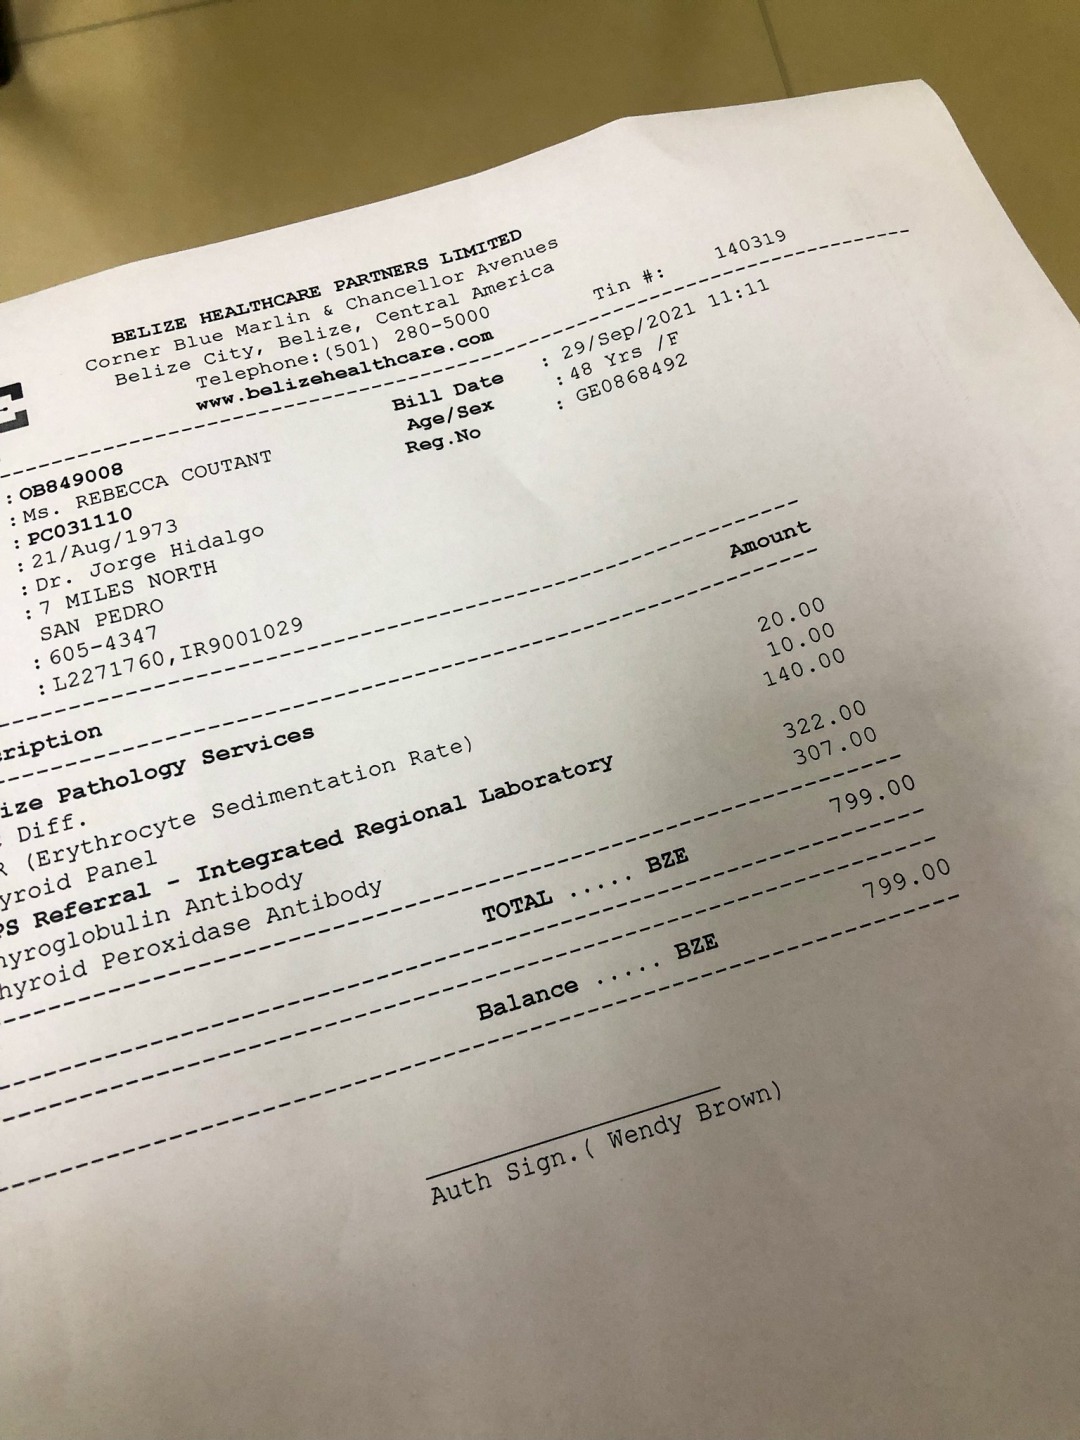 BELIZE HEALTHCARE PARTNERS LIMITED
Corner Blue Marlin & Chancellor Avenues
Belize City, Belize, Central America
Telephone:(501) 280-5000
www.belizehealthcare.com
Tin #: 140319
E
:OB849008
Bill Date : 29/Sep/2021 11:11
:Ms. REBECCA COUTANT
Age/Sex :48 Yrs /F
:PC031110
Reg.No : GE0868492
:21/Aug/1973
:Dr. Jorge Hidalgo
:7 MILES NORTH
SAN PEDRO
:605-4347
:L2271760,IR9001029
cription Amount
ize Pathology Services
Diff. 20.00
R (Erythrocyte Sedimentation Rate) 10.00
yroid Panel 140.00
PS Referral - Integrated Regional Laboratory
hyroglobulin Antibody 322.00
hyroid Peroxidase Antibody 307.00
TOTAL ..... BZE 799.00
Balance ..... BZE 799.00
Auth Sign.( Wendy Brown)